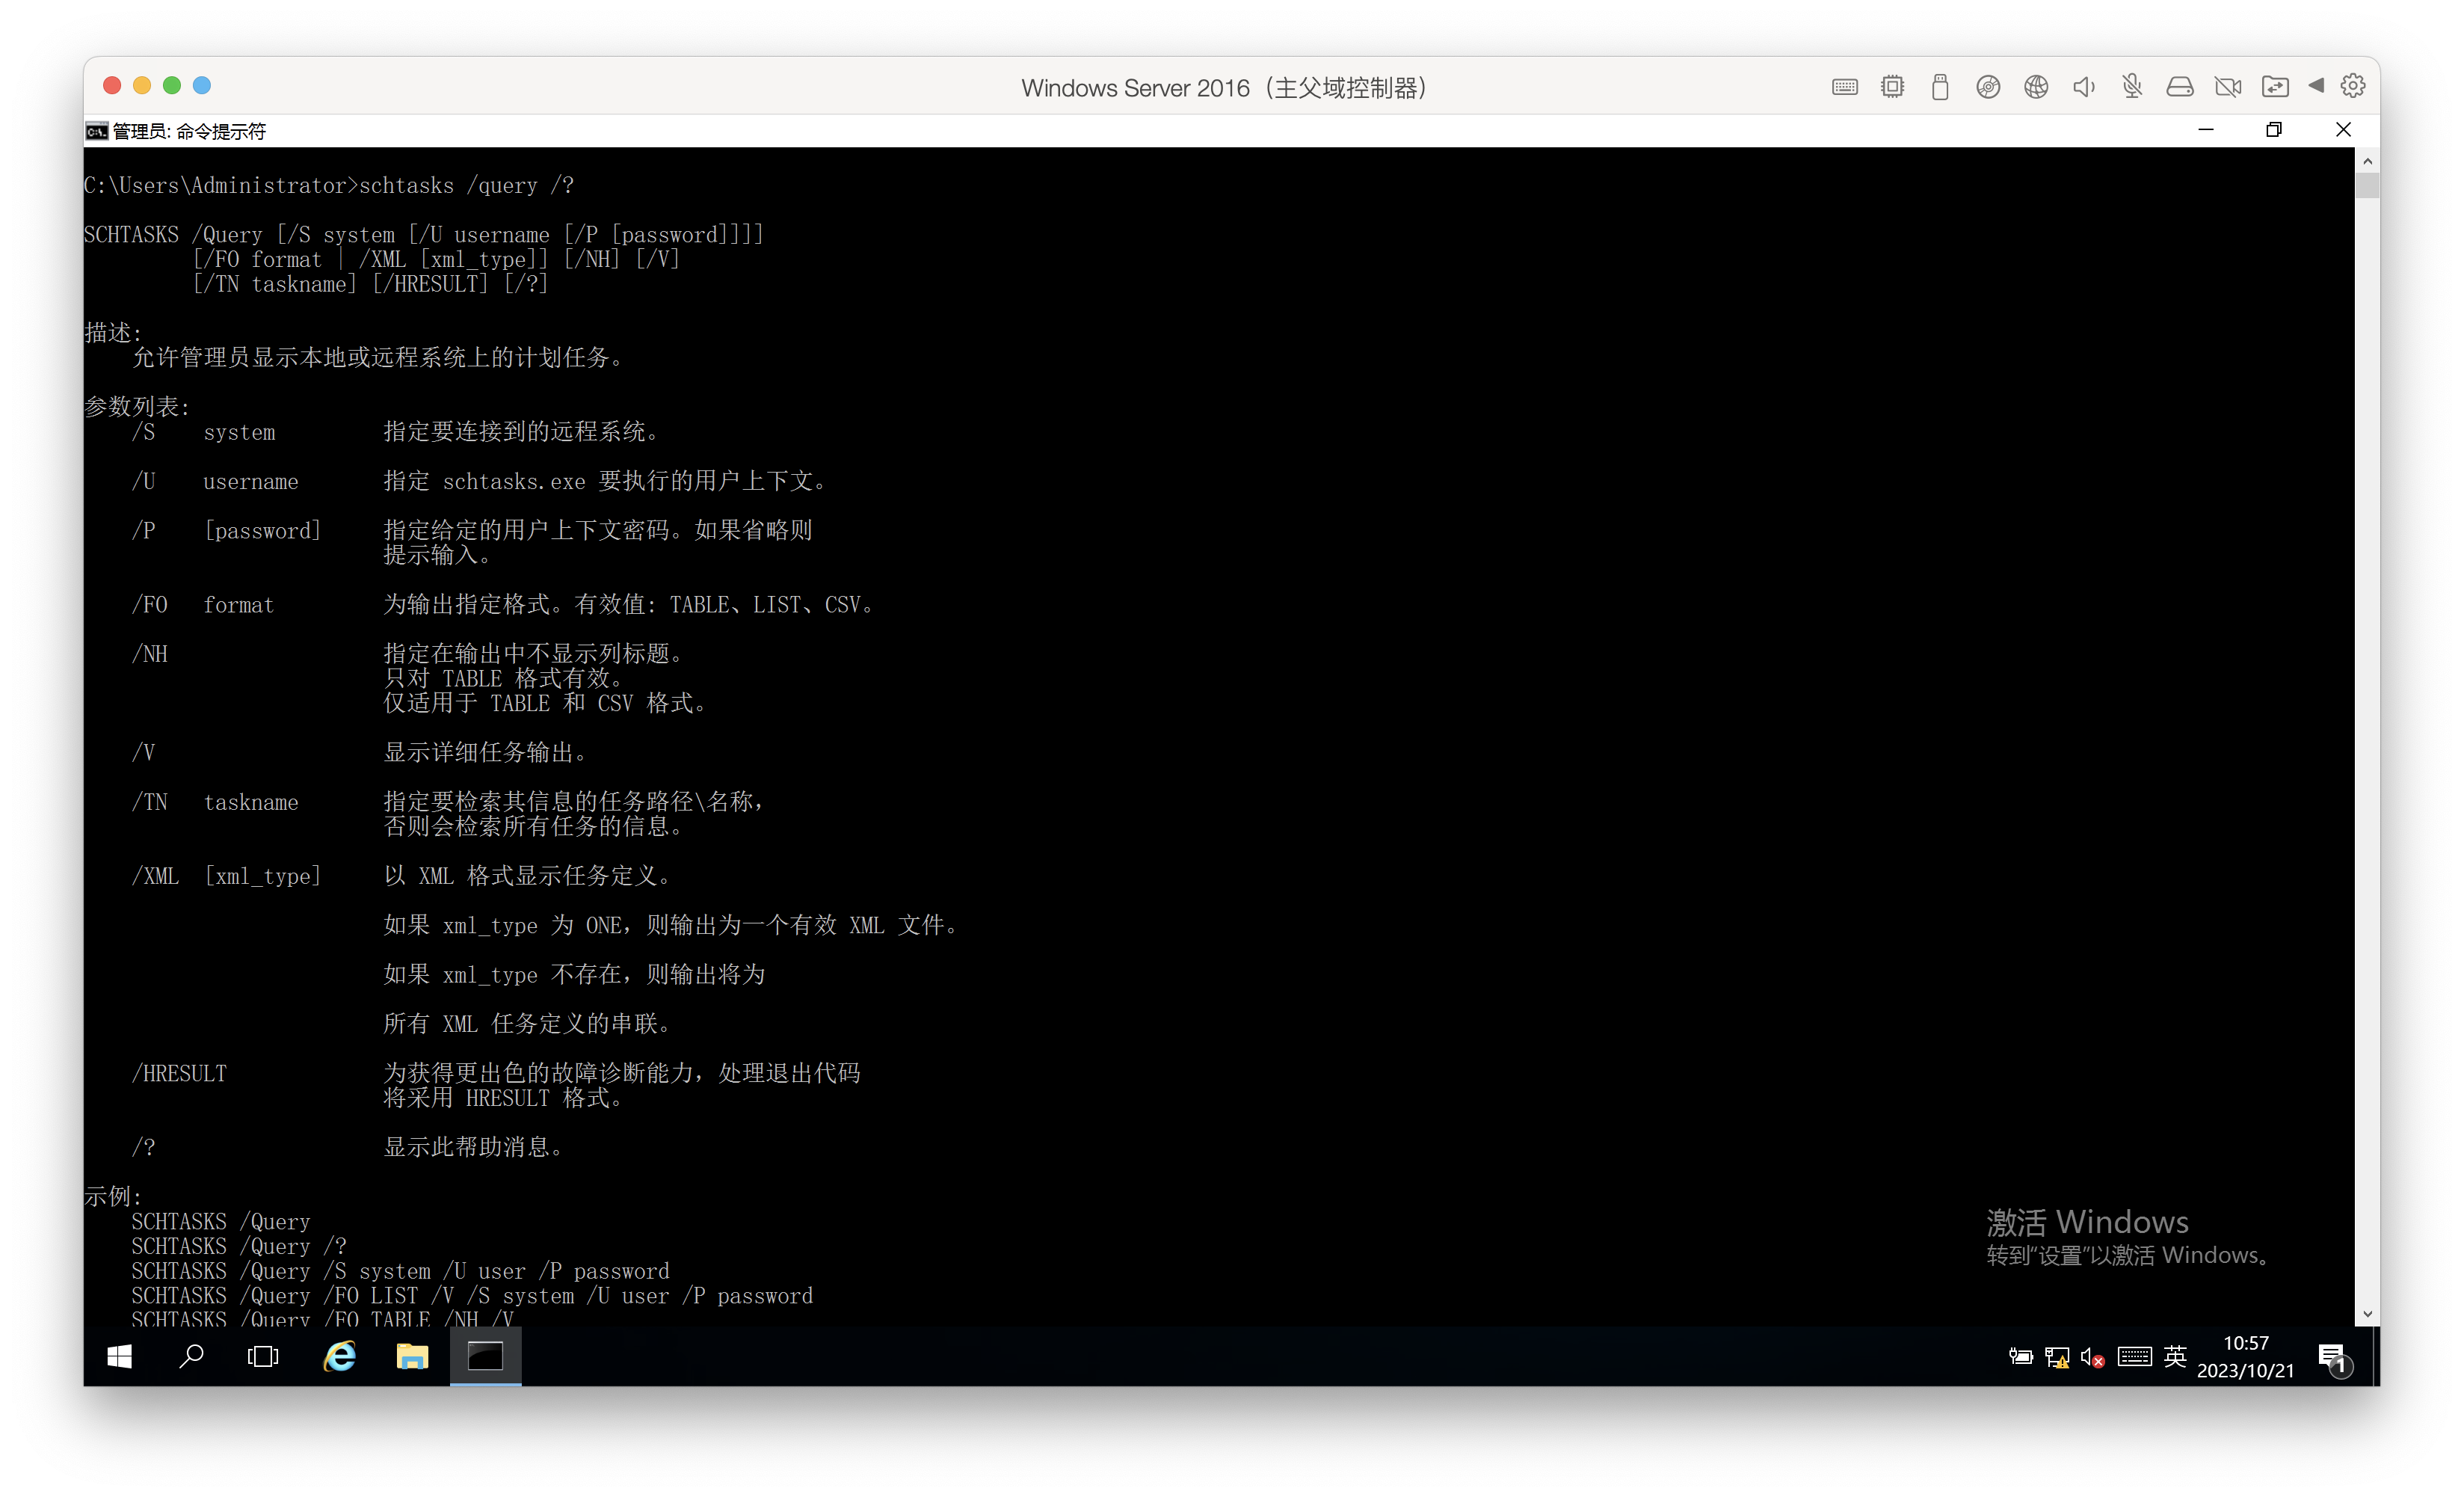 Windows Server 2016（主父域控制器）
管理员: 命令提示符
C:\Users\Administrator>schtasks /query /?
SCHTASKS /Query [/S system [/U username [/P [password]]]]
[/FO format | /XML [xml_type]] [/NH] [/V]
[/TN taskname] [/HRESULT] [/?]
描述:
允许管理员显示本地或远程系统上的计划任务。
参数列表:
/S system 指定要连接到的远程系统。
/U username 指定 schtasks.exe 要执行的用户上下文。
/P [password] 指定给定的用户上下文密码。如果省略则
提示输入。
/FO format 为输出指定格式。有效值: TABLE、LIST、CSV。
/NH 指定在输出中不显示列标题。
只对 TABLE 格式有效。
仅适用于 TABLE 和 CSV 格式。
/V 显示详细任务输出。
/TN taskname 指定要检索其信息的任务路径\名称，
否则会检索所有任务的信息。
/XML [xml_type] 以 XML 格式显示任务定义。
如果 xml_type 为 ONE，则输出为一个有效 XML 文件。
如果 xml_type 不存在，则输出将为
所有 XML 任务定义的串联。
/HRESULT 为获得更出色的故障诊断能力，处理退出代码
将采用 HRESULT 格式。
/? 显示此帮助消息。
示例:
SCHTASKS /Query
SCHTASKS /Query /?
SCHTASKS /Query /S system /U user /P password
SCHTASKS /Query /FO LIST /V /S system /U user /P password
SCHTASKS /Query /FO TABLE /NH /V
激活 Windows
转到“设置”以激活 Windows。
英
10:57
2023/10/21
1